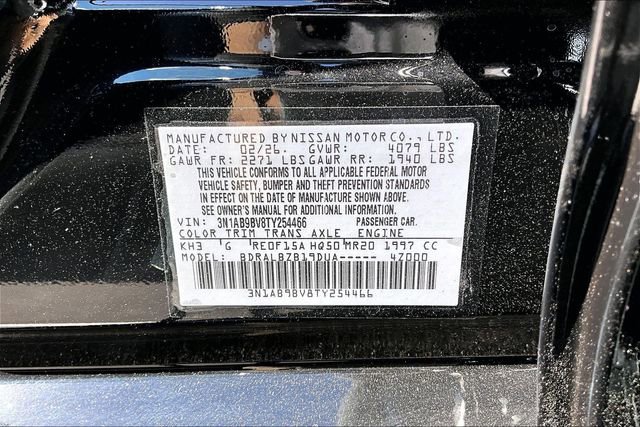 MANUFACTURED BY NISSAN MOTOR CO., LTD.
DATE: 02/26. GVWR: 4079 LBS
GAWR FR: 2271 LBS GAWR RR: 1940 LBS
THIS VEHICLE CONFORMS TO ALL APPLICABLE FEDERAL MOTOR
VEHICLE SAFETY, BUMPER AND THEFT PREVENTION STANDARDS
IN EFFECT ON THE DATE OF MANUFACTURE SHOWN ABOVE.
SEE OWNER'S MANUAL FOR ADDITIONAL INFORMATION.
VIN: 3N1AB9BV8TY254466 PASSENGER CAR.
COLOR TRIM TRANS AXLE ENGINE
KH3 G RE0F15A HQ50 MR20 1997 CC
MODEL: BDRALBZB19DUA----- 4Z000
3N1AB9BV8TY254466